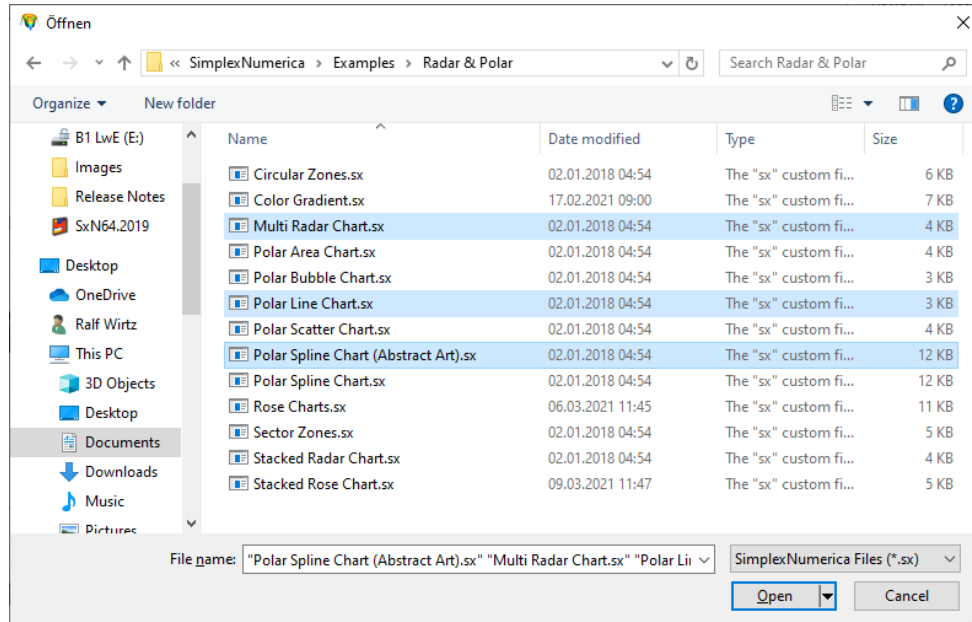 Öffnen
« SimplexNumerica > Examples > Radar & Polar
Search Radar & Polar
Organize
New folder
B1 LwE (E:)
Images
Release Notes
SxN64.2019
Desktop
OneDrive
Ralf Wirtz
This PC
3D Objects
Desktop
Documents
Downloads
Music
Pictures
Name Date modified Type Size
Circular Zones.sx 02.01.2018 04:54 The "sx" custom fi... 6 KB
Color Gradient.sx 17.02.2021 09:00 The "sx" custom fi... 7 KB
Multi Radar Chart.sx 02.01.2018 04:54 The "sx" custom fi... 4 KB
Polar Area Chart.sx 02.01.2018 04:54 The "sx" custom fi... 4 KB
Polar Bubble Chart.sx 02.01.2018 04:54 The "sx" custom fi... 3 KB
Polar Line Chart.sx 02.01.2018 04:54 The "sx" custom fi... 3 KB
Polar Scatter Chart.sx 02.01.2018 04:54 The "sx" custom fi... 4 KB
Polar Spline Chart (Abstract Art).sx 02.01.2018 04:54 The "sx" custom fi... 12 KB
Polar Spline Chart.sx 02.01.2018 04:54 The "sx" custom fi... 12 KB
Rose Charts.sx 06.03.2021 11:45 The "sx" custom fi... 11 KB
Sector Zones.sx 02.01.2018 04:54 The "sx" custom fi... 5 KB
Stacked Radar Chart.sx 02.01.2018 04:54 The "sx" custom fi... 4 KB
Stacked Rose Chart.sx 09.03.2021 11:47 The "sx" custom fi... 5 KB
File name: "Polar Spline Chart (Abstract Art).sx" "Multi Radar Chart.sx" "Polar Li
SimplexNumerica Files (*.sx)
Open
Cancel